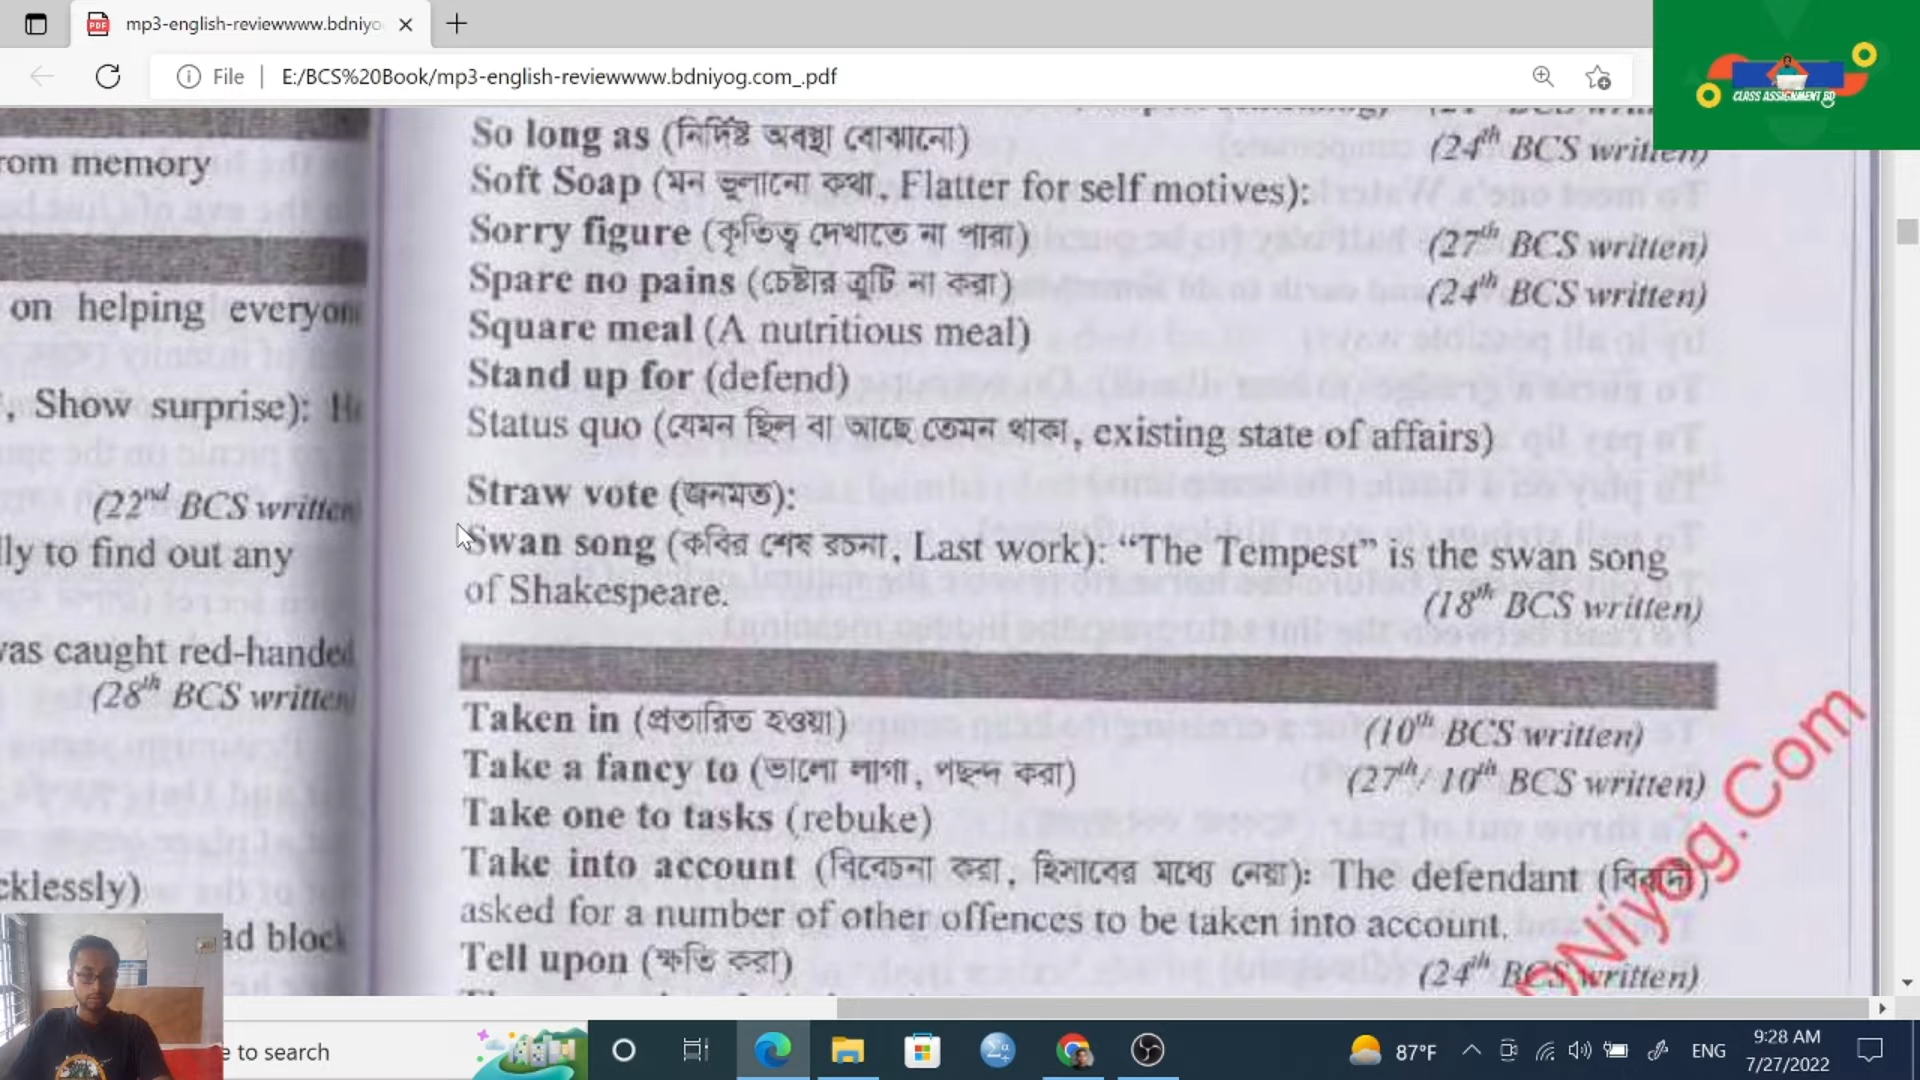 mp3-english-reviewwww.bdniyo
File
E:/BCS%20Book/mp3-english-reviewwww.bdniyog.com_.pdf
CLASS ASSIGNMENT BD
rom memory
on helping everyon
, Show surprise): H
(22nd BCS written
lly to find out any
was caught red-handed
(28th BCS written)
cklessly)
ad block
So long as (নির্দিষ্ট অবস্থা বোঝানো) (24th BCS written)
Soft Soap (মন ভুলানো কথা, Flatter for self motives):
Sorry figure (কৃতিত্ব দেখাতে না পারা) (27th BCS written)
Spare no pains (চেষ্টার ত্রুটি না করা) (24th BCS written)
Square meal (A nutritious meal)
Stand up for (defend)
Status quo (যেমন ছিল বা আছে তেমন থাকা, existing state of affairs)
Straw vote (জনমত):
Swan song (কবির শেষ রচনা, Last work): “The Tempest” is the swan song
of Shakespeare. (18th BCS written)
T
Taken in (প্রতারিত হওয়া) (10th BCS written)
Take a fancy to (ভালো লাগা, পছন্দ করা) (27th/ 10th BCS written)
Take one to tasks (rebuke)
Take into account (বিবেচনা করা, হিসাবের মধ্যে নেয়া): The defendant (বিবাদী)
asked for a number of other offences to be taken into account.
Tell upon (ক্ষতি করা) (24th BCS written)
Niyog.Com
e to search
87°F
ENG
9:28 AM
7/27/2022